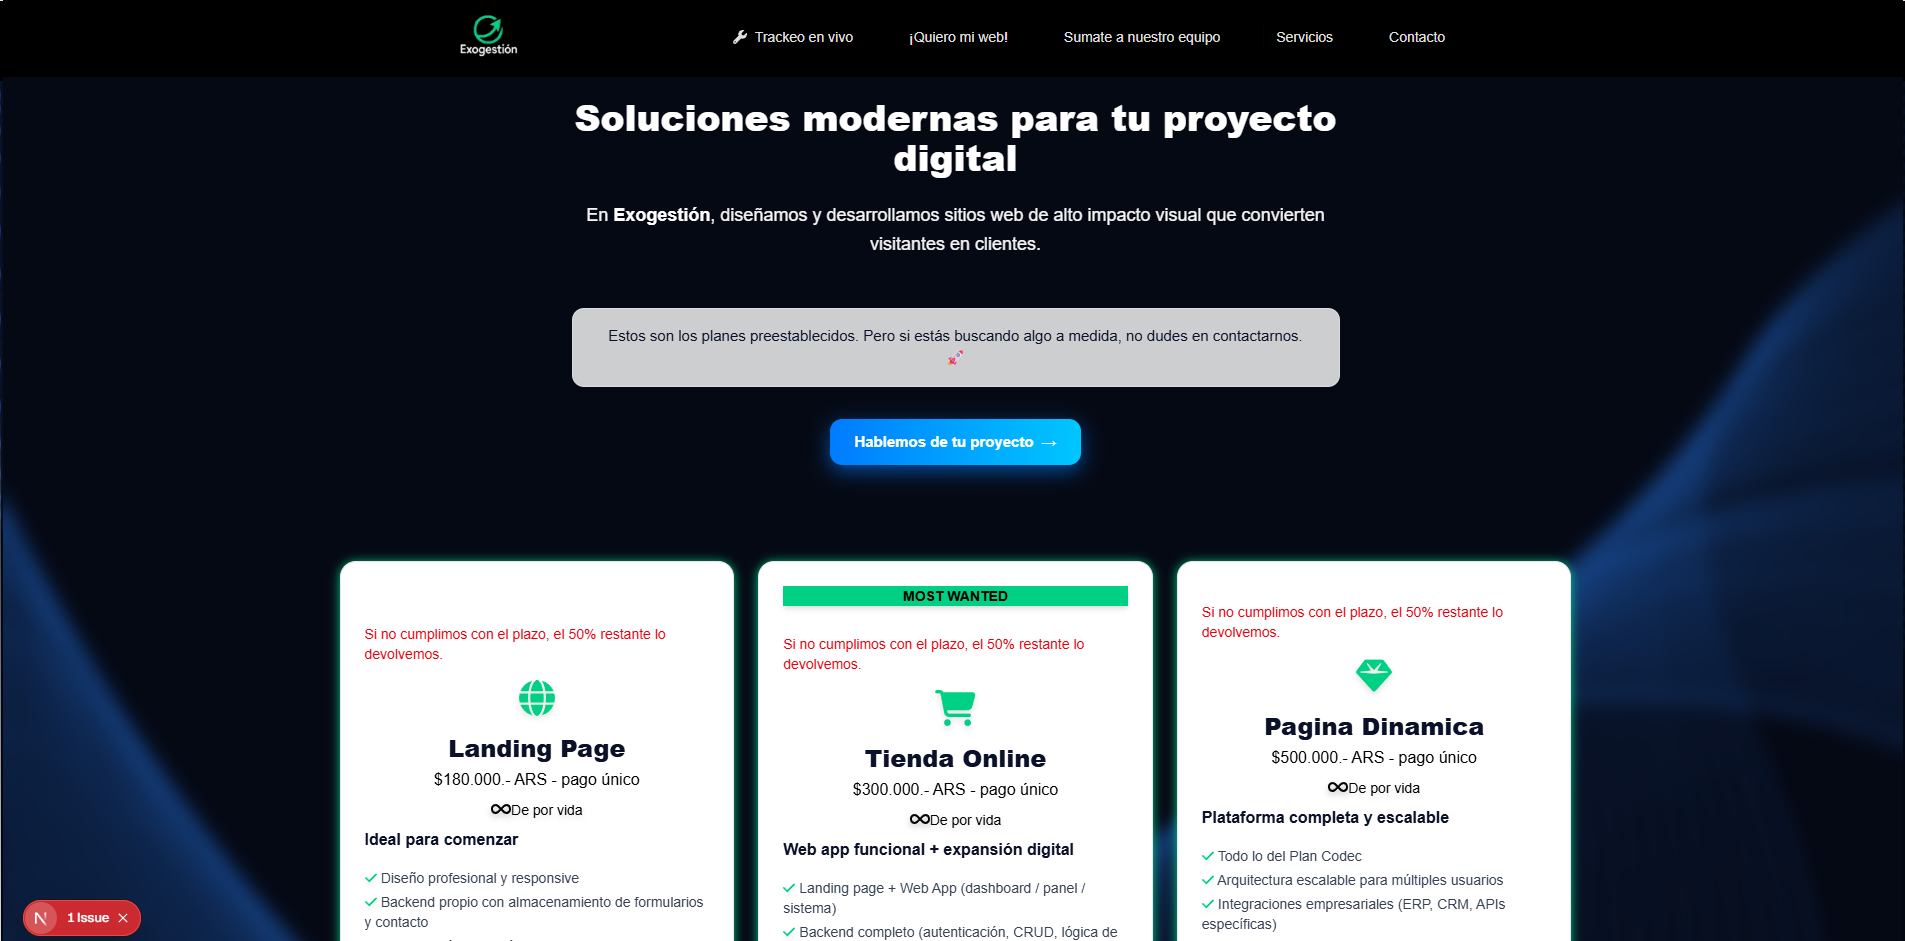 Exogestión
Trackeo en vivo
¡Quiero mi web!
Sumate a nuestro equipo
Servicios
Contacto
Soluciones modernas para tu proyecto
digital
En Exogestión, diseñamos y desarrollamos sitios web de alto impacto visual que convierten
visitantes en clientes.
Estos son los planes preestablecidos. Pero si estás buscando algo a medida, no dudes en contactarnos.
🚀
Hablemos de tu proyecto →
Si no cumplimos con el plazo, el 50% restante lo
devolvemos.
Landing Page
$180.000.- ARS - pago único
De por vida
Ideal para comenzar
Diseño profesional y responsive
Backend propio con almacenamiento de formularios
y contacto
MOST WANTED
Si no cumplimos con el plazo, el 50% restante lo
devolvemos.
Tienda Online
$300.000.- ARS - pago único
De por vida
Web app funcional + expansión digital
Landing page + Web App (dashboard / panel /
sistema)
Backend completo (autenticación, CRUD, lógica de
Si no cumplimos con el plazo, el 50% restante lo
devolvemos.
Pagina Dinamica
$500.000.- ARS - pago único
De por vida
Plataforma completa y escalable
Todo lo del Plan Codec
Arquitectura escalable para múltiples usuarios
Integraciones empresariales (ERP, CRM, APIs
específicas)
N 1 Issue